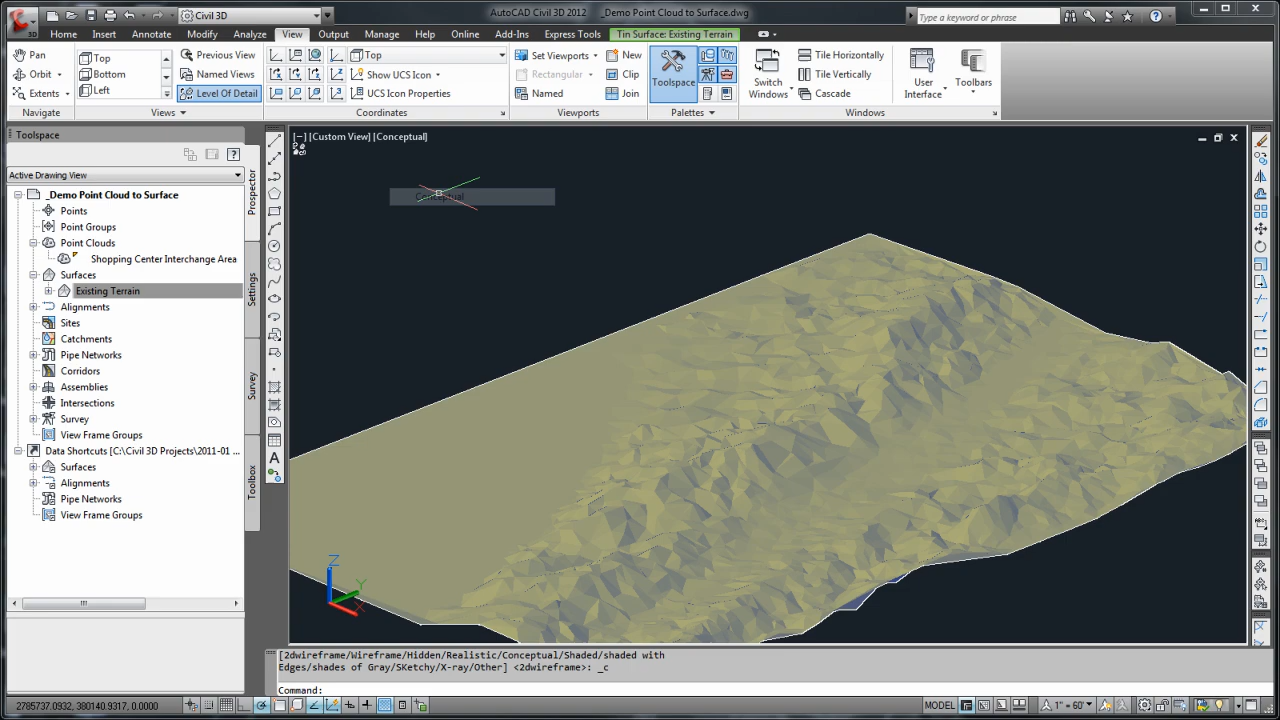 Civil 3D
AutoCAD Civil 3D 2012 _Demo Point Cloud to Surface.dwg
Type a keyword or phrase
3D
Home Insert Annotate Modify Analyze View Output Manage Help Online Add-Ins Express Tools Tin Surface: Existing Terrain
Pan
Orbit
Extents
Navigate
Top
Bottom
Left
Previous View
Named Views
Level Of Detail
Views
Top
Show UCS Icon
UCS Icon Properties
Coordinates
Set Viewports
Rectangular
Named
New
Clip
Join
Viewports
Toolspace
Palettes
Switch
Windows
Tile Horizontally
Tile Vertically
Cascade
Windows
User
Interface
Toolbars
Toolspace
Active Drawing View
_Demo Point Cloud to Surface
Points
Point Groups
Point Clouds
Shopping Center Interchange Area
Surfaces
Existing Terrain
Alignments
Sites
Catchments
Pipe Networks
Corridors
Assemblies
Intersections
Survey
View Frame Groups
Data Shortcuts [C:\Civil 3D Projects\2011-01 ...
Surfaces
Alignments
Pipe Networks
View Frame Groups
Prospector
Settings
Survey
Toolbox
[−] [Custom View] [Conceptual]
Conceptual
Z
Y
X
[2dwireframe/Wireframe/Hidden/Realistic/Conceptual/Shaded/shaded with
Edges/shades of Gray/SKetchy/X-ray/Other] <2dwireframe>: _c
Command:
2785737.0932, 380140.9317, 0.0000
MODEL
1" = 60'